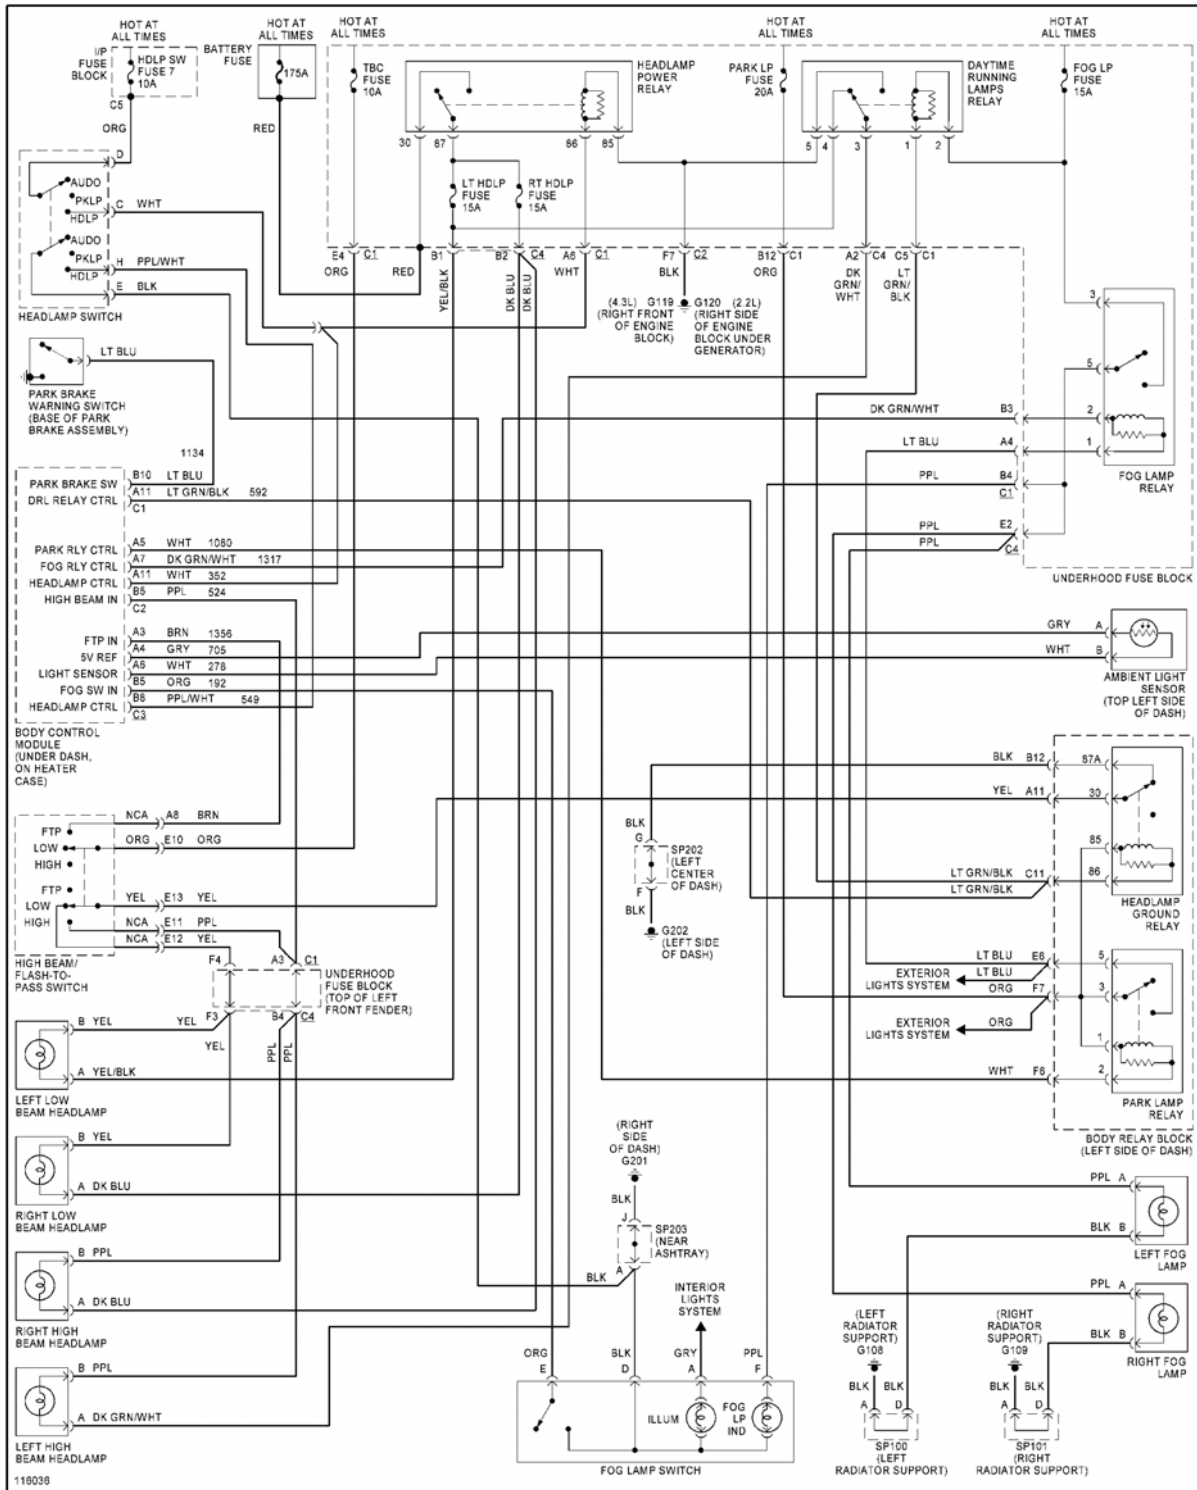 HOT AT
ALL TIMES
HOT AT
ALL TIMES
HOT AT
ALL TIMES
HOT AT
ALL TIMES
HOT AT
ALL TIMES
I/P
FUSE
BLOCK
HDLP SW
FUSE 7
10A
C5
ORG
BATTERY
FUSE
175A
RED
TBC
FUSE
10A
HEADLAMP
POWER
RELAY
PARK LP
FUSE
20A
DAYTIME
RUNNING
LAMPS
RELAY
FOG LP
FUSE
15A
30 87 86 85
5 4 3 1 2
LT HDLP
FUSE
15A
RT HDLP
FUSE
15A
D
AUDO
PKLP
HDLP
C WHT
AUDO
PKLP
HDLP
H PPL/WHT
E BLK
HEADLAMP SWITCH
E4 C1 B1 B2 C4 A6 C1 F7 C2 B12 C1 A2 C4 C5 C1
ORG
RED
YEL/BLK
DK BLU
DK BLU
WHT
BLK
ORG
DK
GRN/
WHT
LT
GRN/
BLK
(4.3L) G119
(RIGHT FRONT
OF ENGINE
BLOCK)
G120 (2.2L)
(RIGHT SIDE
OF ENGINE
BLOCK UNDER
GENERATOR)
LT BLU
PARK BRAKE
WARNING SWITCH
(BASE OF PARK
BRAKE ASSEMBLY)
3
5
DK GRN/WHT B3 2
LT BLU A4 1
PPL B4
C1
PPL E2
PPL
C4
FOG LAMP
RELAY
UNDERHOOD FUSE BLOCK
1134
PARK BRAKE SW B10 LT BLU
DRL RELAY CTRL A11 LT GRN/BLK 592
C1
PARK RLY CTRL A5 WHT 1080
FOG RLY CTRL A7 DK GRN/WHT 1317
HEADLAMP CTRL A11 WHT 352
HIGH BEAM IN B5 PPL 524
C2
FTP IN A3 BRN 1356
5V REF A4 GRY 705
LIGHT SENSOR A6 WHT 278
FOG SW IN B5 ORG 192
HEADLAMP CTRL B8 PPL/WHT 549
C3
BODY CONTROL
MODULE
(UNDER DASH,
ON HEATER
CASE)
GRY A
WHT B
AMBIENT LIGHT
SENSOR
(TOP LEFT SIDE
OF DASH)
BLK B12 87A
YEL A11 30
85
LT GRN/BLK C11 86
LT GRN/BLK
HEADLAMP
GROUND
RELAY
BLK
G
SP202
(LEFT
CENTER
OF DASH)
F
BLK
G202
(LEFT SIDE
OF DASH)
LT BLU E6 5
EXTERIOR
LIGHTS SYSTEM
LT BLU
ORG F7 3
EXTERIOR
LIGHTS SYSTEM
ORG
1
WHT F6 2
PARK LAMP
RELAY
BODY RELAY BLOCK
(LEFT SIDE OF DASH)
FTP NCA A8 BRN
LOW ORG E10 ORG
HIGH
FTP
LOW YEL E13 YEL
HIGH NCA E11 PPL
NCA E12 YEL
HIGH BEAM/
FLASH-TO-
PASS SWITCH
F4 A3 C1
UNDERHOOD
FUSE BLOCK
(TOP OF LEFT
FRONT FENDER)
F3 B4 C4
YEL
PPL
PPL
B YEL YEL
A YEL/BLK
LEFT LOW
BEAM HEADLAMP
B YEL
A DK BLU
RIGHT LOW
BEAM HEADLAMP
B PPL
A DK BLU
RIGHT HIGH
BEAM HEADLAMP
B PPL
A DK GRN/WHT
LEFT HIGH
BEAM HEADLAMP
(RIGHT
SIDE
OF DASH)
G201
BLK
J
SP203
(NEAR
ASHTRAY)
A
BLK
INTERIOR
LIGHTS
SYSTEM
ORG BLK GRY PPL
E D A F
ILLUM
FOG
LP
IND
FOG LAMP SWITCH
PPL A
BLK B
LEFT FOG
LAMP
PPL A
BLK B
RIGHT FOG
LAMP
(LEFT
RADIATOR
SUPPORT)
G108
BLK BLK
A D
SP100
(LEFT
RADIATOR SUPPORT)
(RIGHT
RADIATOR
SUPPORT)
G109
BLK BLK
A D
SP101
(RIGHT
RADIATOR SUPPORT)
116036